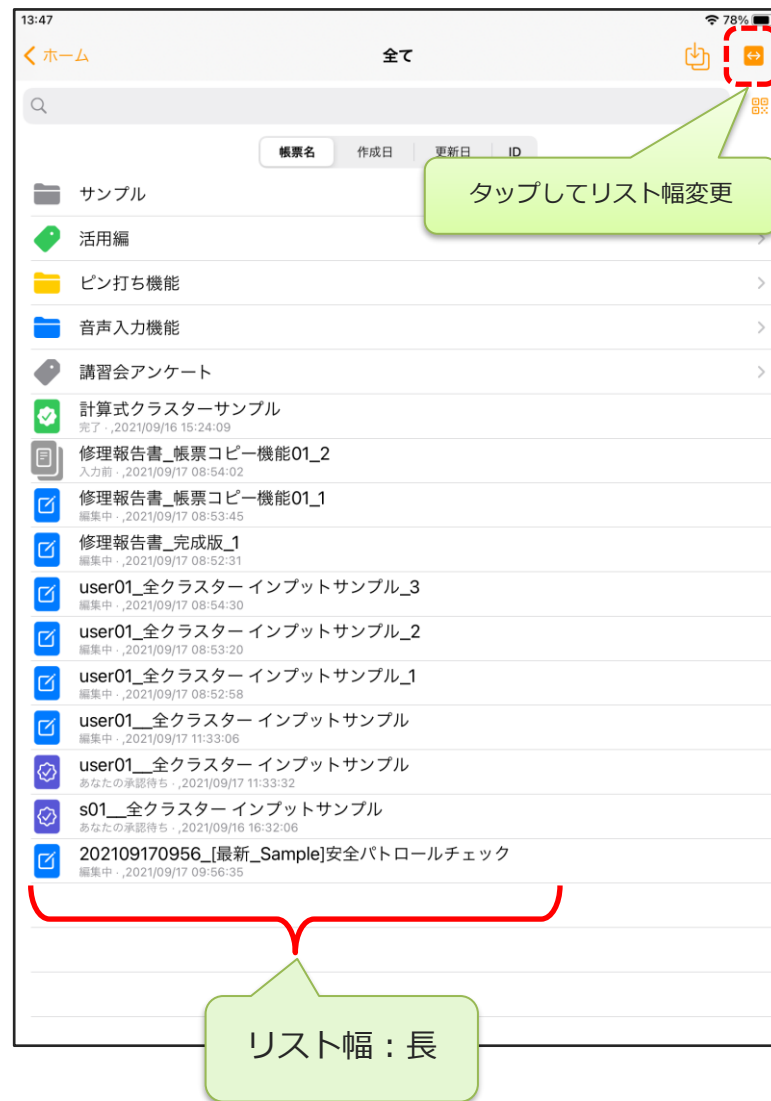 13:47
78%
ホーム
全て
帳票名 作成日 更新日 ID
タップしてリスト幅変更
サンプル
活用編
ピン打ち機能
音声入力機能
講習会アンケート
計算式クラスターサンプル
完了 · ,2021/09/16 15:24:09
修理報告書_帳票コピー機能01_2
入力前 · ,2021/09/17 08:54:02
修理報告書_帳票コピー機能01_1
編集中 · ,2021/09/17 08:53:45
修理報告書_完成版_1
編集中 · ,2021/09/17 08:52:31
user01_全クラスター インプットサンプル_3
編集中 · ,2021/09/17 08:54:30
user01_全クラスター インプットサンプル_2
編集中 · ,2021/09/17 08:53:20
user01_全クラスター インプットサンプル_1
編集中 · ,2021/09/17 08:52:58
user01__全クラスター インプットサンプル
編集中 · ,2021/09/17 11:33:06
user01__全クラスター インプットサンプル
あなたの承認待ち · ,2021/09/17 11:33:32
s01__全クラスター インプットサンプル
あなたの承認待ち · ,2021/09/16 16:32:06
202109170956_[最新_Sample]安全パトロールチェック
編集中 · ,2021/09/17 09:56:35
リスト幅：長